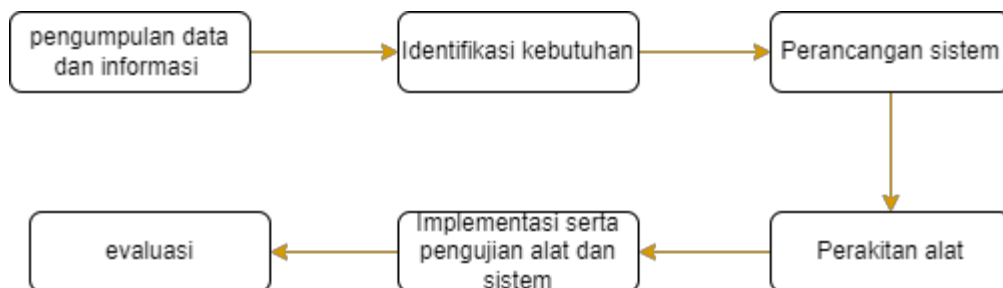 pengumpulan data
dan informasi
Identifikasi kebutuhan
Perancangan sistem
Perakitan alat
Implementasi serta
pengujian alat dan
sistem
evaluasi